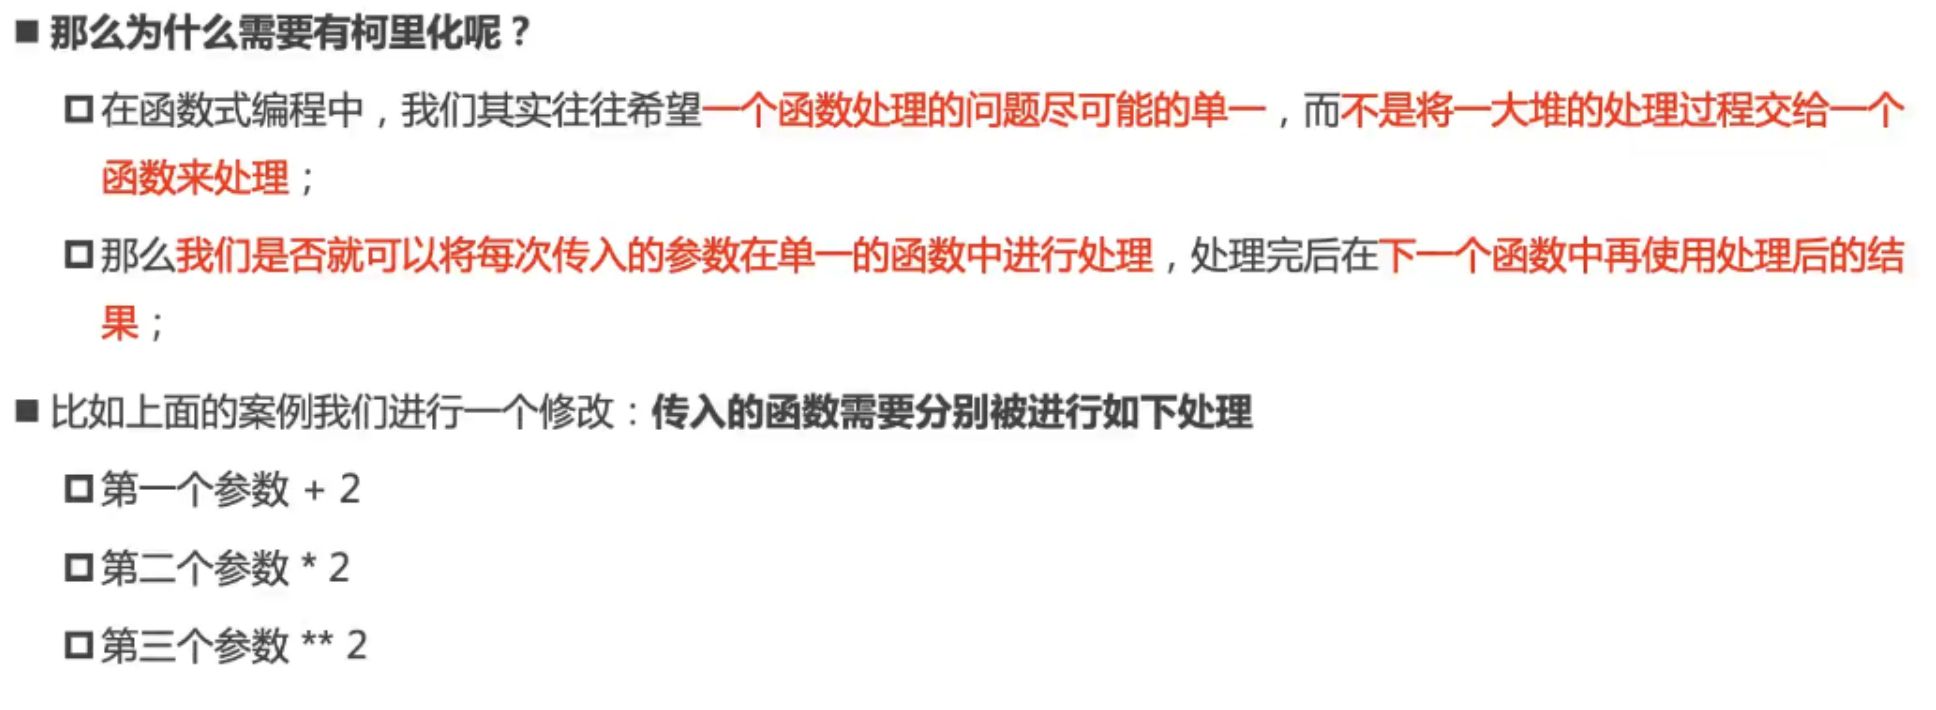 ■ 那么为什么需要有柯里化呢？
□ 在函数式编程中，我们其实往往希望一个函数处理的问题尽可能的单一，而不是将一大堆的处理过程交给一个
函数来处理；
□ 那么我们是否就可以将每次传入的参数在单一的函数中进行处理，处理完后在下一个函数中再使用处理后的结
果；
■ 比如上面的案例我们进行一个修改：传入的函数需要分别被进行如下处理
□ 第一个参数 + 2
□ 第二个参数 * 2
□ 第三个参数 ** 2